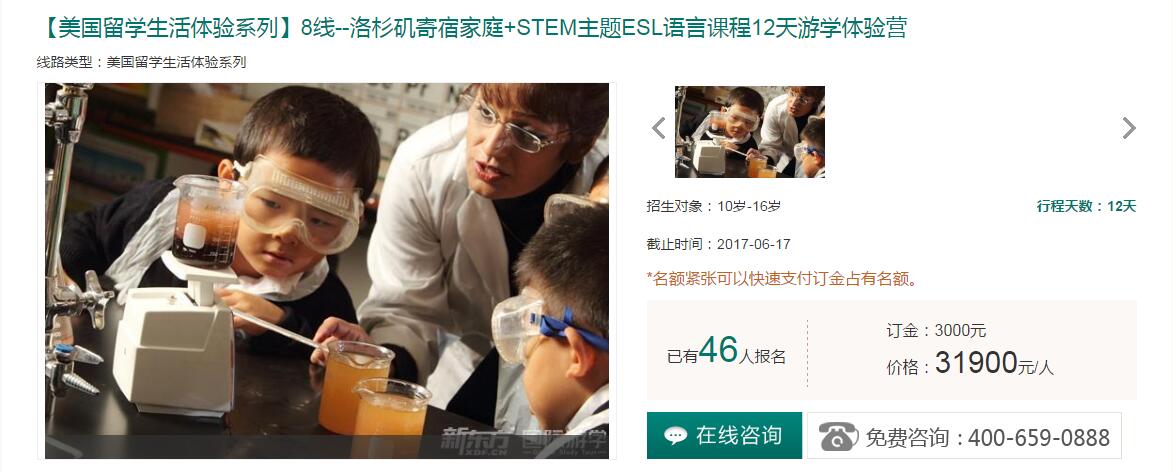 【美国留学生活体验系列】8线--洛杉矶寄宿家庭+STEM主题ESL语言课程12天游学体验营
线路类型：美国留学生活体验系列
新东方 国际游学
XDF.CN
招生对象：10岁-16岁
行程天数：12天
截止时间：2017-06-17
*名额紧张可以快速支付订金占有名额。
已有46人报名
订金：3000元
价格：31900元/人
在线咨询
免费咨询：400-659-0888